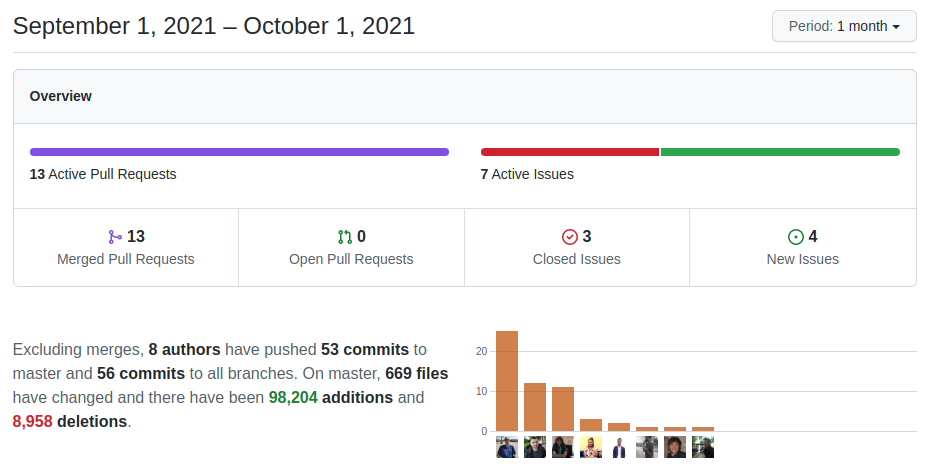 September 1, 2021 – October 1, 2021
Period: 1 month
Overview
13 Active Pull Requests
7 Active Issues
13
Merged Pull Requests
0
Open Pull Requests
3
Closed Issues
4
New Issues
Excluding merges, 8 authors have pushed 53 commits to
master and 56 commits to all branches. On master, 669 files
have changed and there have been 98,204 additions and
8,958 deletions.
20
10
0